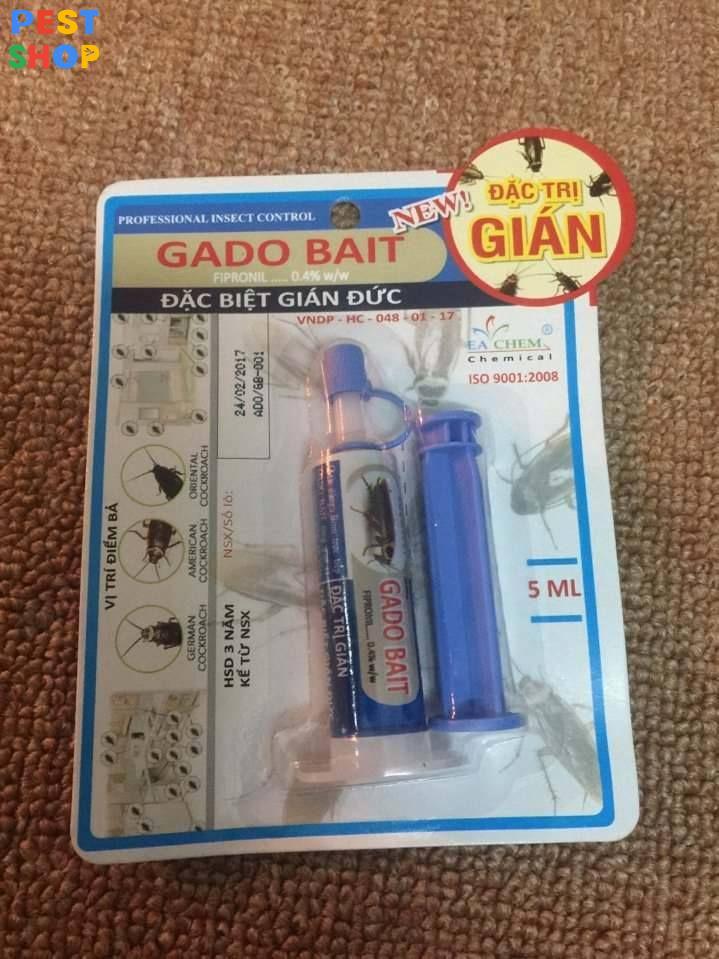 PEST
SHOP
PROFESSIONAL INSECT CONTROL
NEW!
ĐẶC TRỊ
GIÁN
GADO BAIT
FIPRONIL ..... 0.4% w/w
ĐẶC BIỆT GIÁN ĐỨC
VNDP - HC - 048 - 01 - 17
EA CHEM ®
Chemical
ISO 9001:2008
24/02/2017
ADO/GB-001
NSX/Số lô:
HSD 3 NĂM
KỂ TỪ NSX
VỊ TRÍ ĐIỂM BẢ
ORIENTAL
COCKROACH
AMERICAN
COCKROACH
GERMAN
COCKROACH
GADO BAIT
FIPRONIL..... 0.4% w/w
ĐẶC TRỊ GIÁN
5 ML